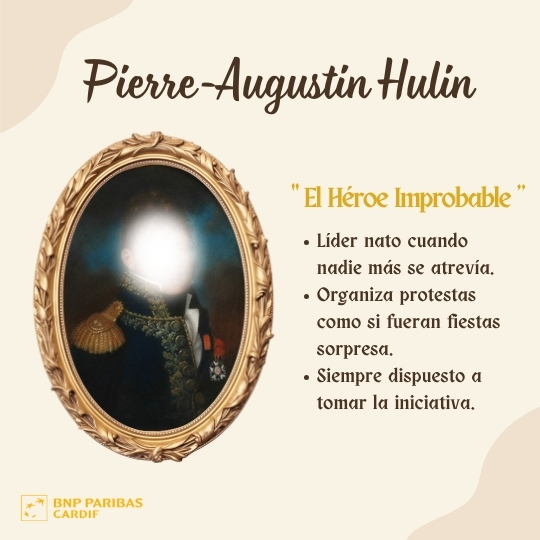 Pierre-Augustin Hulin
" El Héroe Improbable "
• Líder nato cuando
nadie más se atrevía.
• Organiza protestas
como si fueran fiestas
sorpresa.
• Siempre dispuesto a
tomar la iniciativa.
BNP PARIBAS
CARDIF